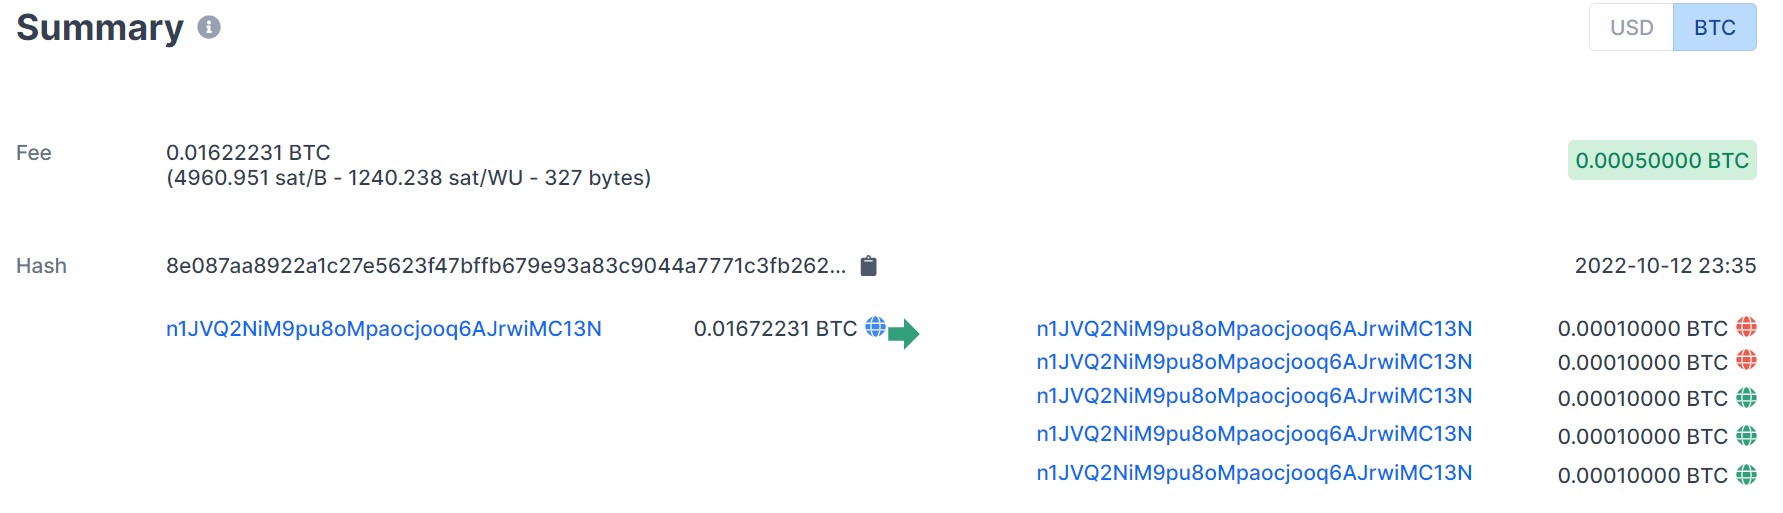 Summary
USD BTC
Fee 0.01622231 BTC 0.00050000 BTC
(4960.951 sat/B - 1240.238 sat/WU - 327 bytes)
Hash 8e087aa8922a1c27e5623f47bffb679e93a83c9044a7771c3fb262... 2022-10-12 23:35
n1JVQ2NiM9pu8oMpaocjooq6AJrwiMC13N 0.01672231 BTC n1JVQ2NiM9pu8oMpaocjooq6AJrwiMC13N 0.00010000 BTC
n1JVQ2NiM9pu8oMpaocjooq6AJrwiMC13N 0.00010000 BTC
n1JVQ2NiM9pu8oMpaocjooq6AJrwiMC13N 0.00010000 BTC
n1JVQ2NiM9pu8oMpaocjooq6AJrwiMC13N 0.00010000 BTC
n1JVQ2NiM9pu8oMpaocjooq6AJrwiMC13N 0.00010000 BTC